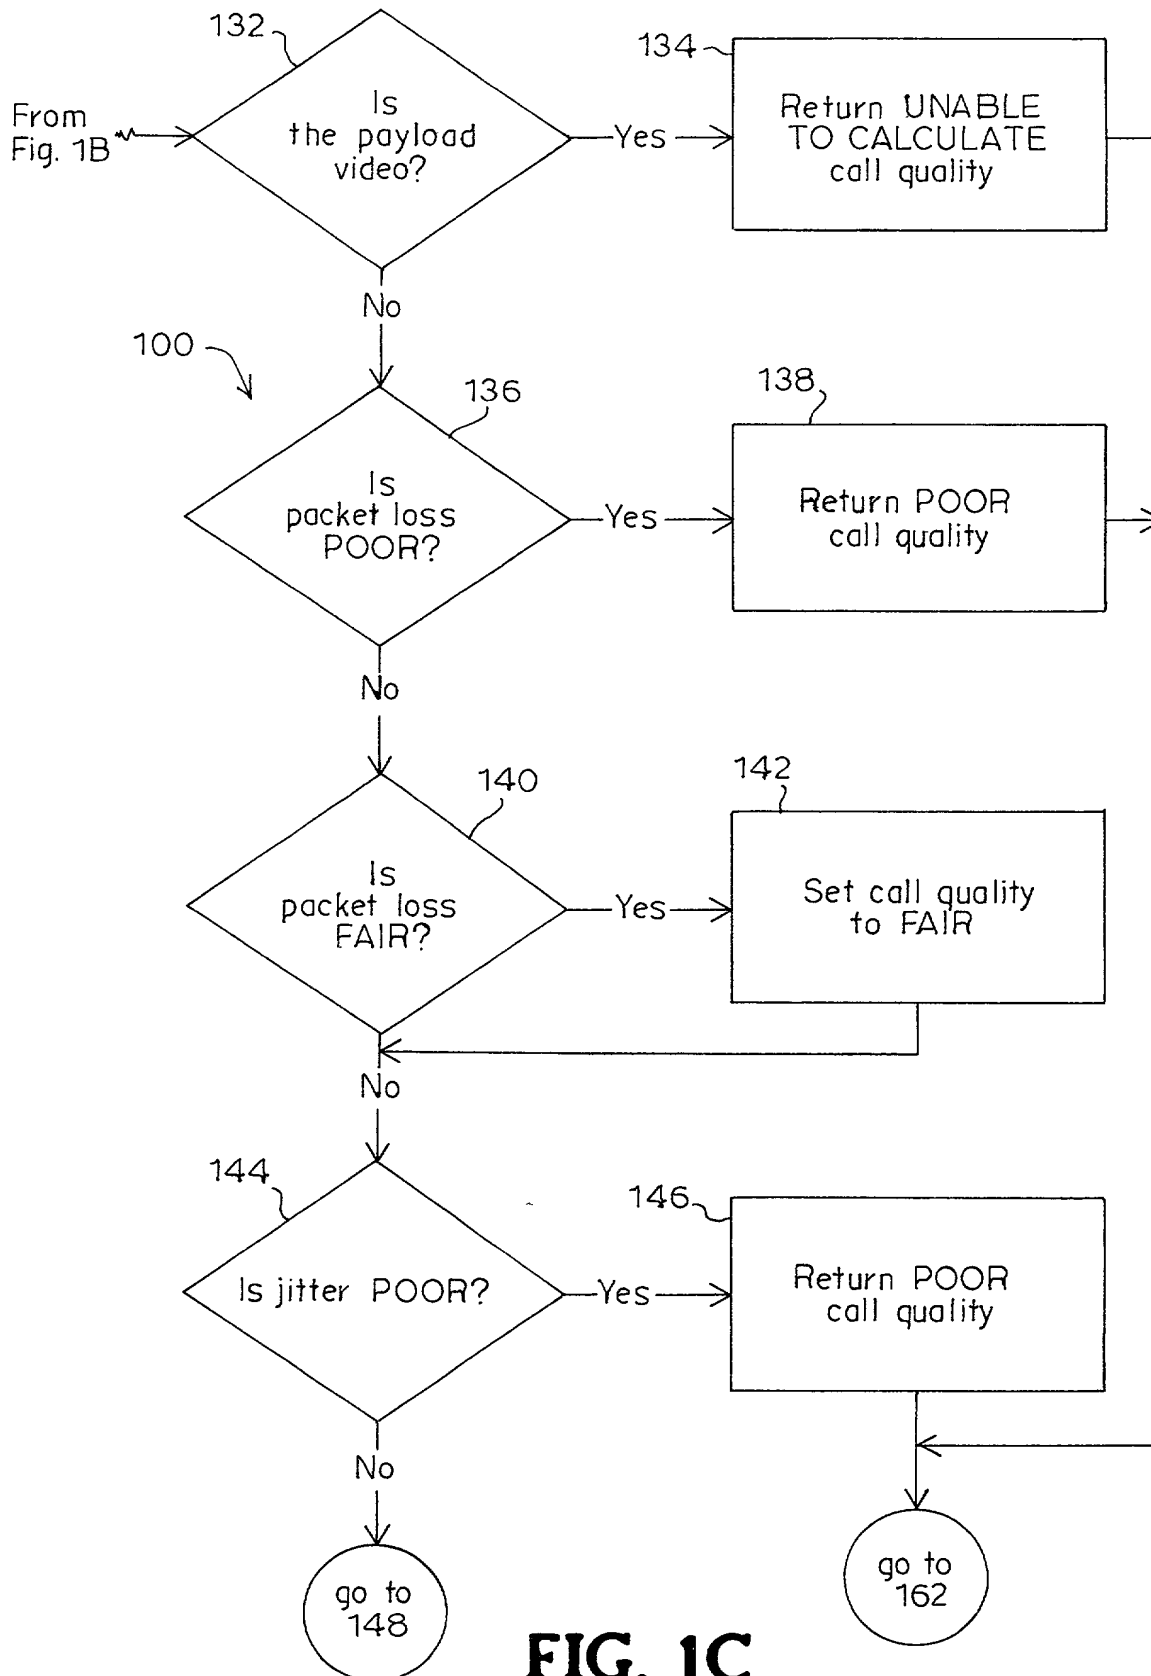 132
134
From
Fig. 1B
Is
the payload
video?
Yes
Return UNABLE
TO CALCULATE
call quality
No
100
136
138
Is
packet loss
POOR?
Yes
Return POOR
call quality
No
140
142
Is
packet loss
FAIR?
Yes
Set call quality
to FAIR
No
144
146
Is jitter POOR?
Yes
Return POOR
call quality
No
go to
148
go to
162
FIG. 1C